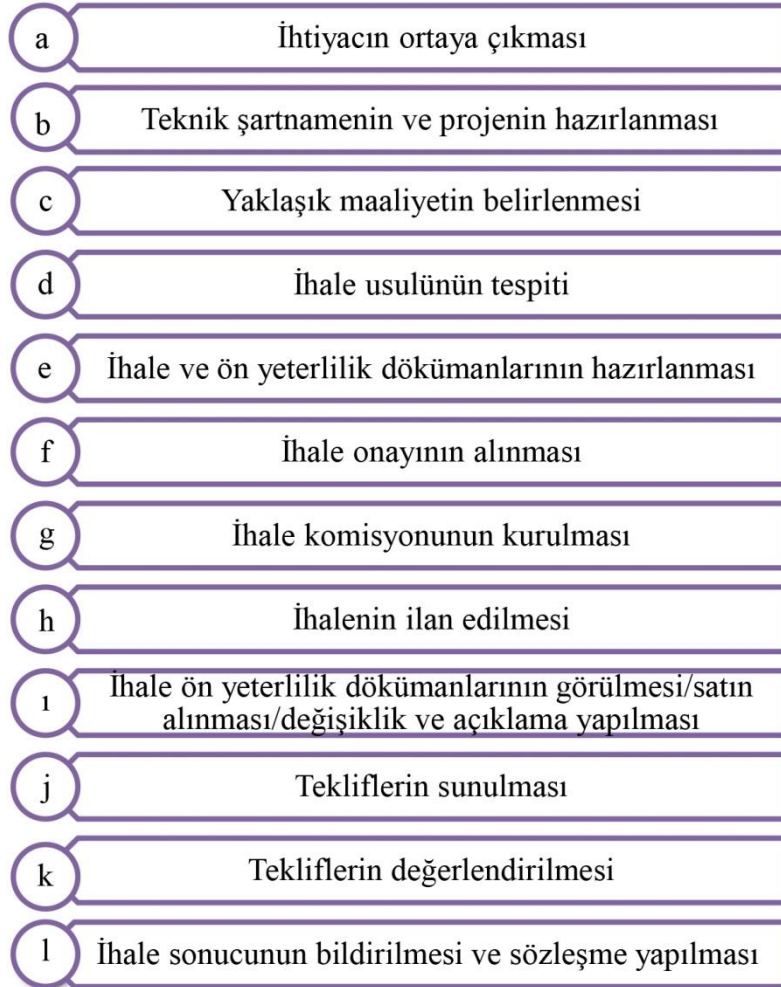 a İhtiyacın ortaya çıkması
b Teknik şartnamenin ve projenin hazırlanması
c Yaklaşık maaliyetin belirlenmesi
d İhale usulünün tespiti
e İhale ve ön yeterlilik dökümanlarının hazırlanması
f İhale onayının alınması
g İhale komisyonunun kurulması
h İhalenin ilan edilmesi
ı İhale ön yeterlilik dökümanlarının görülmesi/satın
alınması/değişiklik ve açıklama yapılması
j Tekliflerin sunulması
k Tekliflerin değerlendirilmesi
l İhale sonucunun bildirilmesi ve sözleşme yapılması